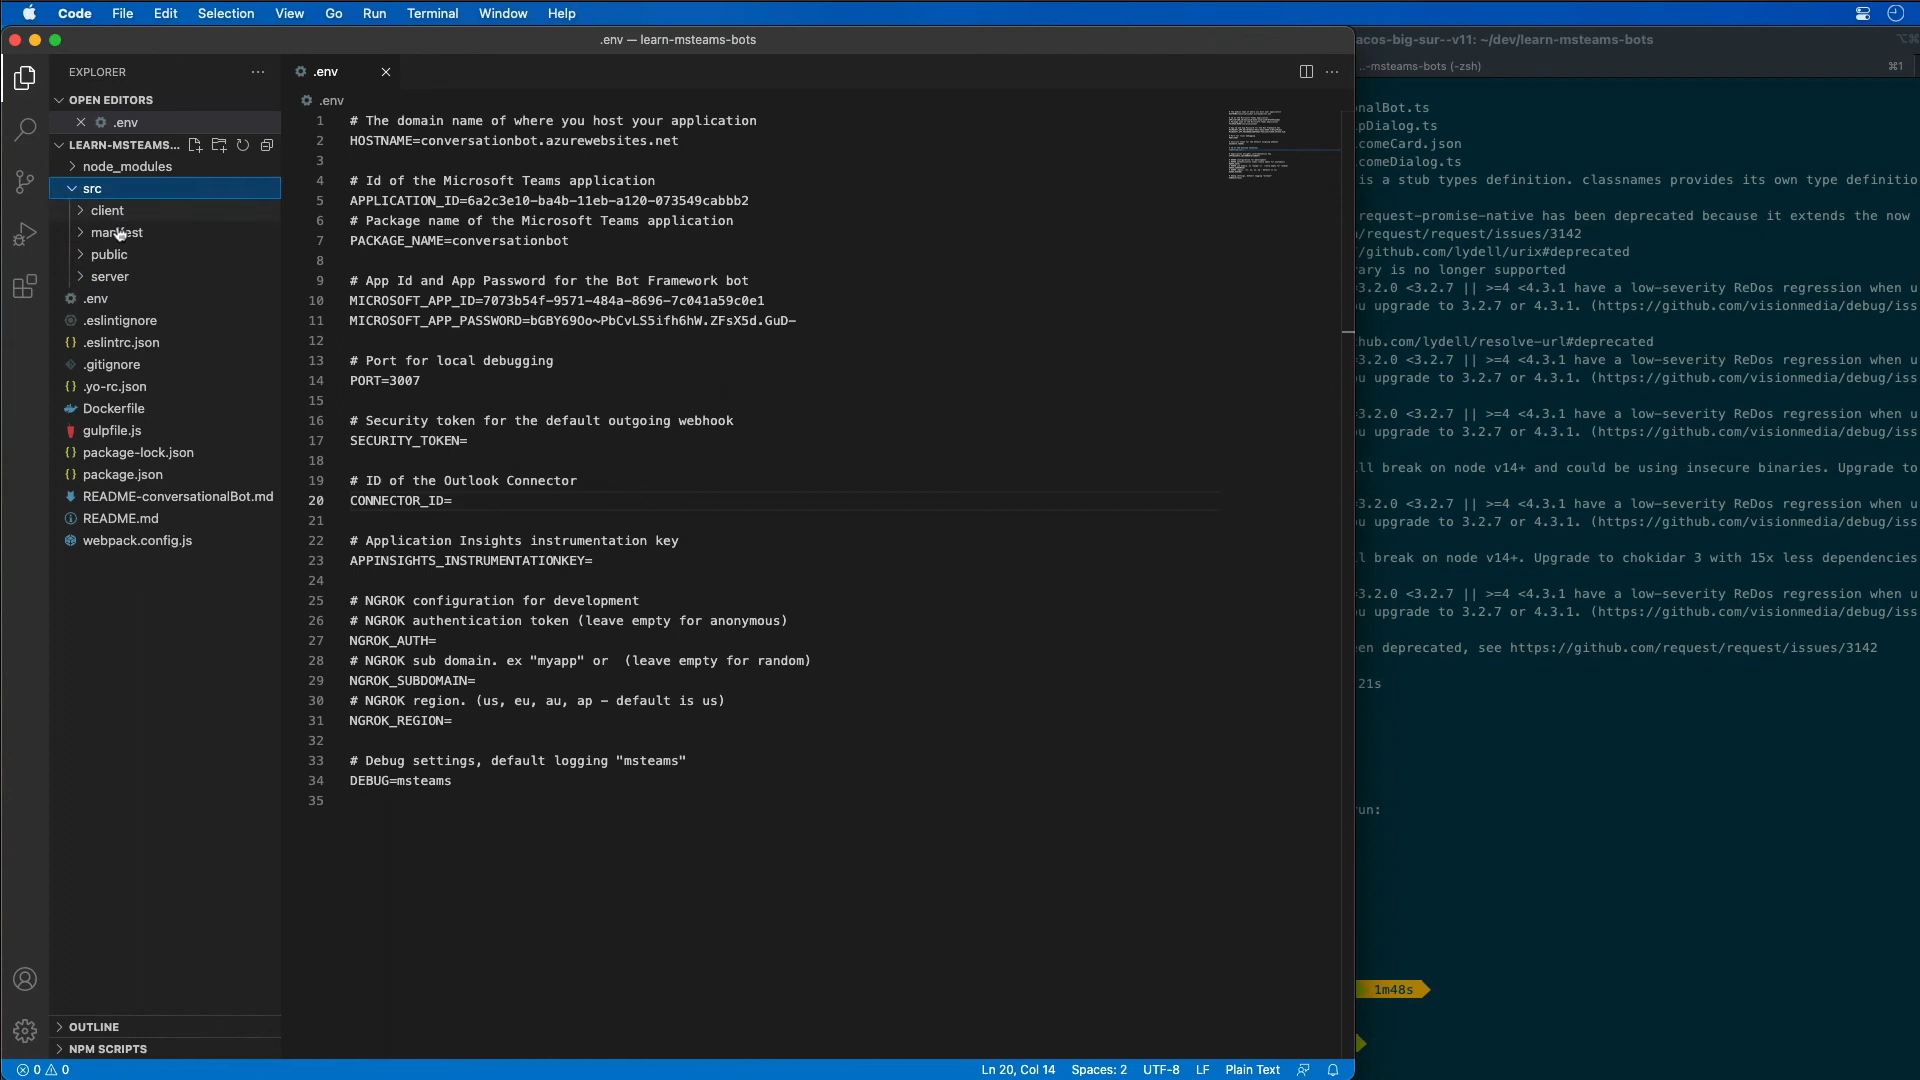 Code File Edit Selection View Go Run Terminal Window Help
.env — learn-msteams-bots
EXPLORER
OPEN EDITORS
.env
LEARN-MSTEAMS...
node_modules
src
client
public
server
.env
.eslintignore
.eslintrc.json
.gitignore
.yo-rc.json
Dockerfile
gulpfile.js
package-lock.json
package.json
README-conversationalBot.md
README.md
webpack.config.js
OUTLINE
NPM SCRIPTS
.env
.env
1 # The domain name of where you host your application
2 HOSTNAME=conversationbot.azurewebsites.net
3
4 # Id of the Microsoft Teams application
5 APPLICATION_ID=6a2c3e10-ba4b-11eb-a120-073549cabbb2
6 # Package name of the Microsoft Teams application
7 PACKAGE_NAME=conversationbot
8
9 # App Id and App Password for the Bot Framework bot
10 MICROSOFT_APP_ID=7073b54f-9571-484a-8696-7c041a59c0e1
11 MICROSOFT_APP_PASSWORD=bGBY69Oo~PbCvLS5ifh6hW.ZFsX5d.GuD-
12
13 # Port for local debugging
14 PORT=3007
15
16 # Security token for the default outgoing webhook
17 SECURITY_TOKEN=
18
19 # ID of the Outlook Connector
20 CONNECTOR_ID=
21
22 # Application Insights instrumentation key
23 APPINSIGHTS_INSTRUMENTATIONKEY=
24
25 # NGROK configuration for development
26 # NGROK authentication token (leave empty for anonymous)
27 NGROK_AUTH=
28 # NGROK sub domain. ex "myapp" or  (leave empty for random)
29 NGROK_SUBDOMAIN=
30 # NGROK region. (us, eu, au, ap - default is us)
31 NGROK_REGION=
32
33 # Debug settings, default logging "msteams"
34 DEBUG=msteams
35
0 0
Ln 20, Col 14 Spaces: 2 UTF-8 LF Plain Text
acos-big-sur--v11: ~/dev/learn-msteams-bots
..-msteams-bots (-zsh) ⌘1
nalBot.ts
pDialog.ts
comeCard.json
comeDialog.ts
is a stub types definition. classnames provides its own type definitio
request-promise-native has been deprecated because it extends the now
/request/request/issues/3142
/github.com/lydell/urix#deprecated
ary is no longer supported
3.2.0 <3.2.7 || >=4 <4.3.1 have a low-severity ReDos regression when u
u upgrade to 3.2.7 or 4.3.1. (https://github.com/visionmedia/debug/iss
hub.com/lydell/resolve-url#deprecated
3.2.0 <3.2.7 || >=4 <4.3.1 have a low-severity ReDos regression when u
u upgrade to 3.2.7 or 4.3.1. (https://github.com/visionmedia/debug/iss
3.2.0 <3.2.7 || >=4 <4.3.1 have a low-severity ReDos regression when u
u upgrade to 3.2.7 or 4.3.1. (https://github.com/visionmedia/debug/iss
ll break on node v14+ and could be using insecure binaries. Upgrade to
3.2.0 <3.2.7 || >=4 <4.3.1 have a low-severity ReDos regression when u
u upgrade to 3.2.7 or 4.3.1. (https://github.com/visionmedia/debug/iss
l break on node v14+. Upgrade to chokidar 3 with 15x less dependencies
3.2.0 <3.2.7 || >=4 <4.3.1 have a low-severity ReDos regression when u
u upgrade to 3.2.7 or 4.3.1. (https://github.com/visionmedia/debug/iss
en deprecated, see https://github.com/request/request/issues/3142
21s
run:
1m48s